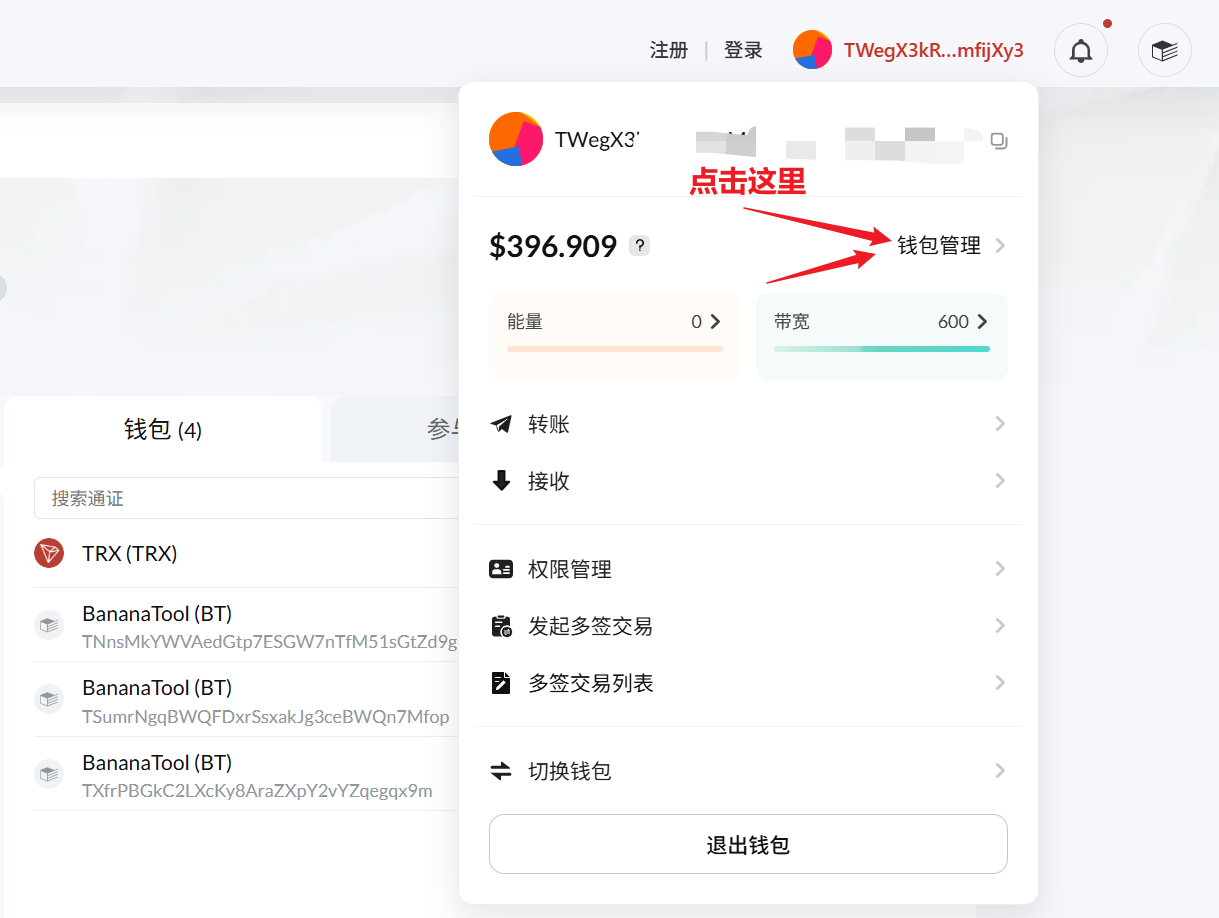 注册 | 登录 TWegX3kR...mfijXy3
TWegX3
点击这里
$396.909 ? 钱包管理
能量 0 带宽 600
转账
接收
权限管理
发起多签交易
多签交易列表
切换钱包
退出钱包
钱包 (4)
搜索通证
TRX (TRX)
BananaTool (BT)
TNnsMkYWVAedGtp7ESGW7nTfM51sGtZd9g
BananaTool (BT)
TSumrNgqBWQFDxrSsxakJg3ceBWQn7Mfop
BananaTool (BT)
TXfrPBGkC2LXcKy8AraZXpY2vYZqegqx9m